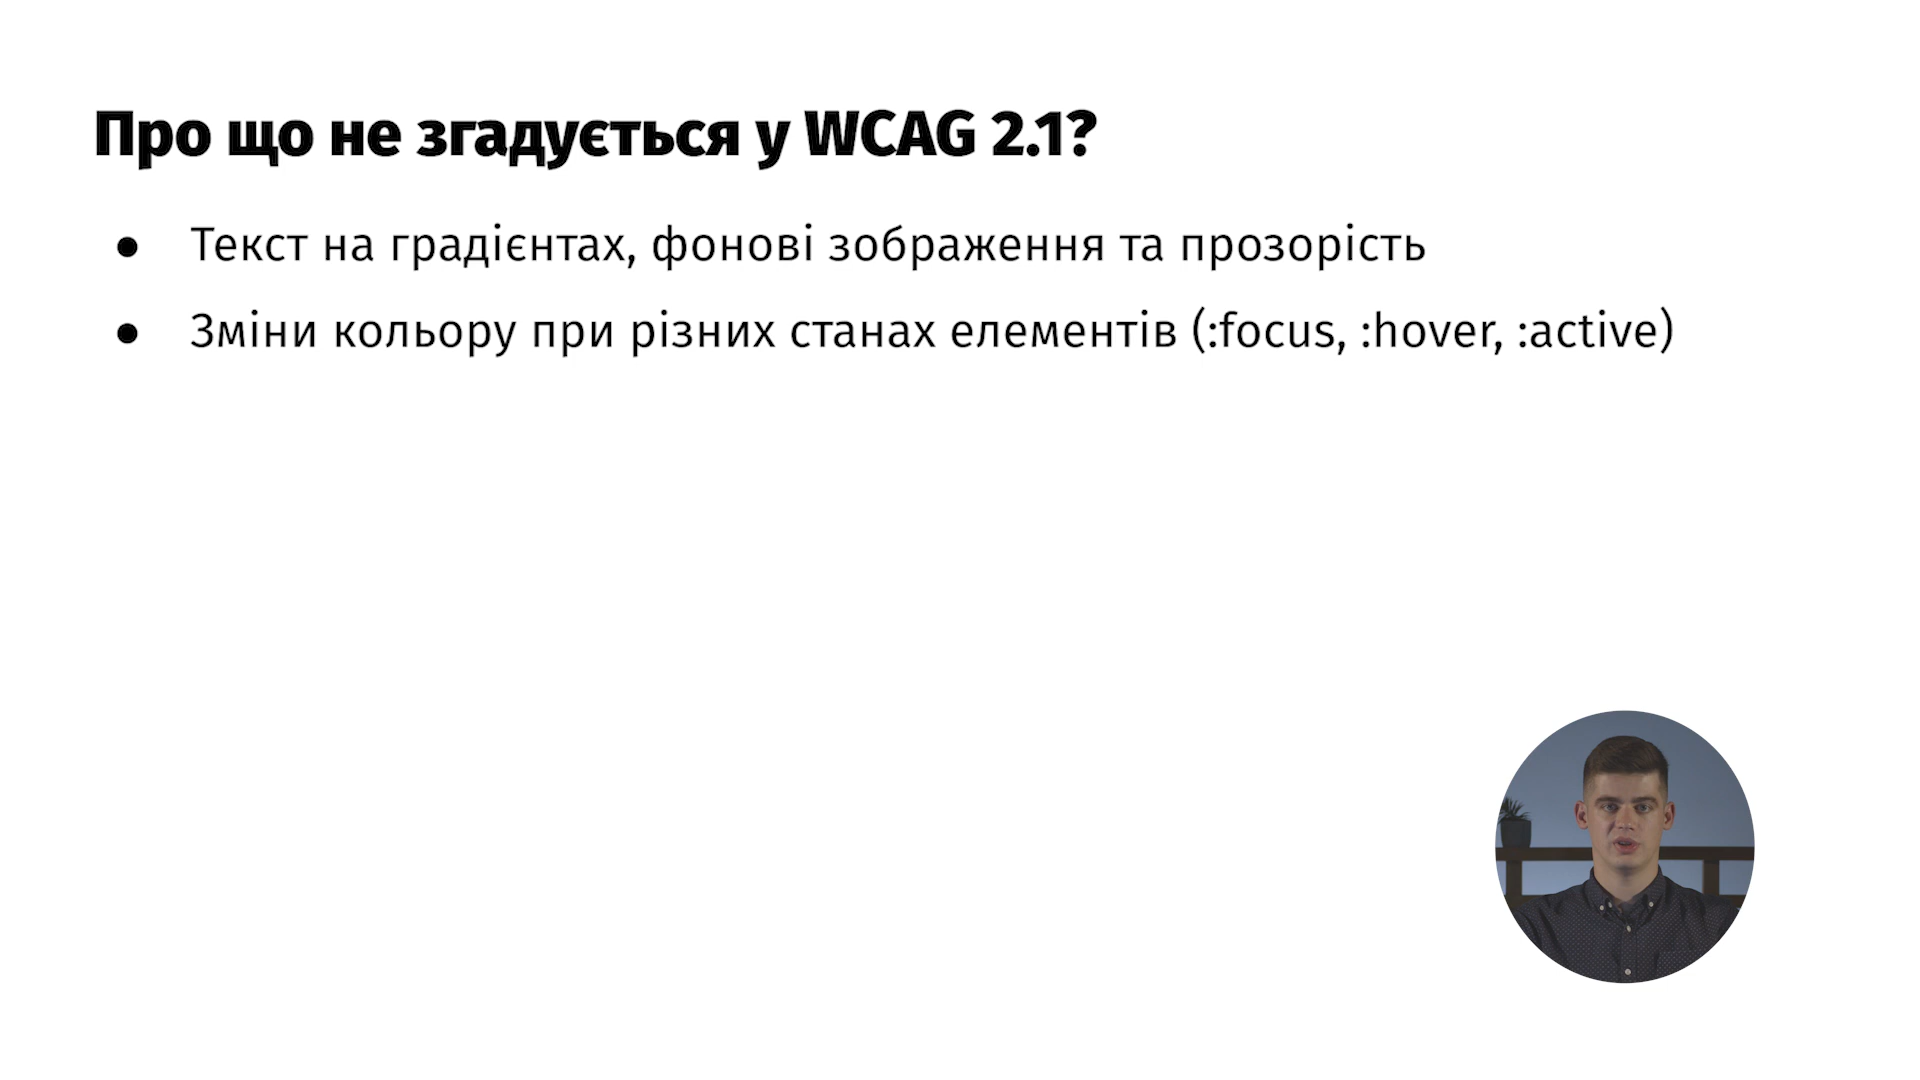 Про що не згадується у WCAG 2.1?
● Текст на градієнтах, фонові зображення та прозорість
● Зміни кольору при різних станах елементів (:focus, :hover, :active)